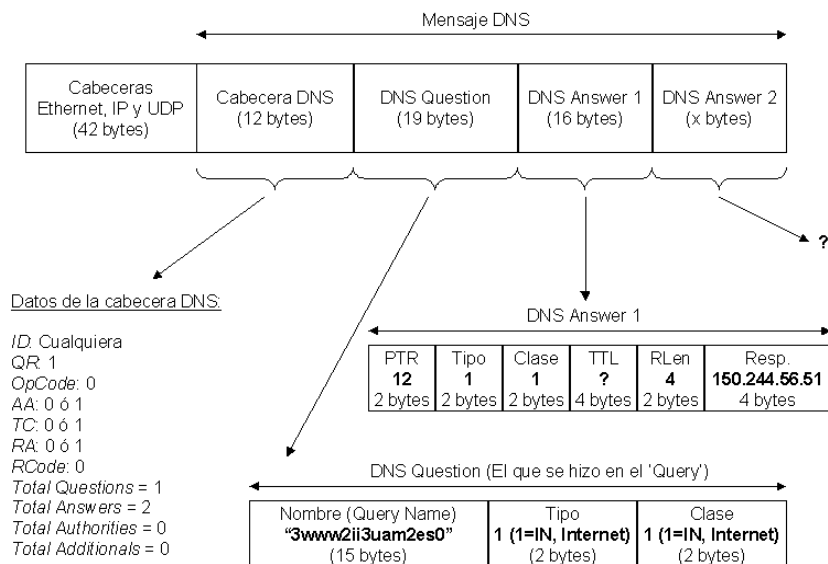 Mensaje DNS
Cabeceras
Ethernet, IP y UDP
(42 bytes)
Cabecera DNS
(12 bytes)
DNS Question
(19 bytes)
DNS Answer 1
(16 bytes)
DNS Answer 2
(x bytes)
?
Datos de la cabecera DNS:
ID: Cualquiera
QR: 1
OpCode: 0
AA: 0 ó 1
TC: 0 ó 1
RA: 0 ó 1
RCode: 0
Total Questions = 1
Total Answers = 2
Total Authorities = 0
Total Additionals = 0
DNS Answer 1
PTR
12
2 bytes
Tipo
1
2 bytes
Clase
1
2 bytes
TTL
?
4 bytes
RLen
4
2 bytes
Resp.
150.244.56.51
4 bytes
DNS Question (El que se hizo en el 'Query')
Nombre (Query Name)
“3www2ii3uam2es0”
(15 bytes)
Tipo
1 (1=IN, Internet)
(2 bytes)
Clase
1 (1=IN, Internet)
(2 bytes)